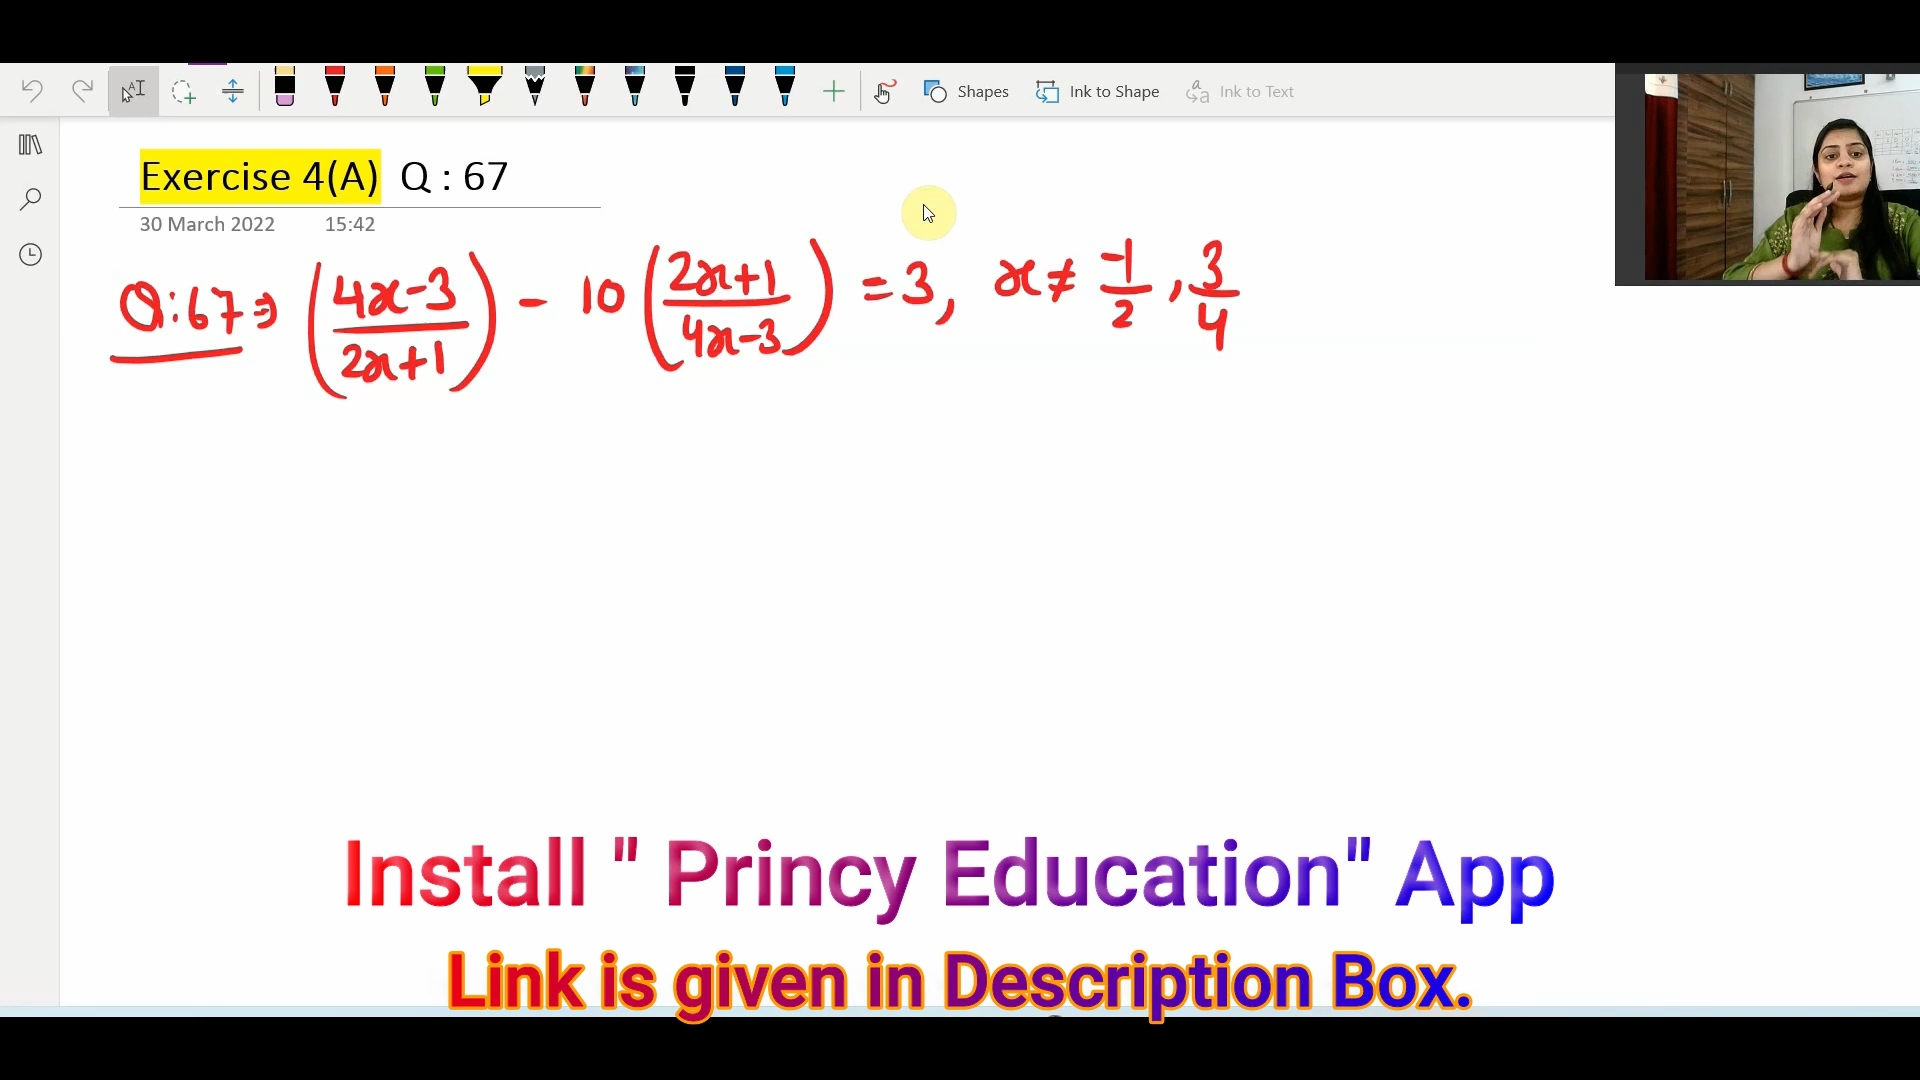 Shapes Ink to Shape Ink to Text
Exercise 4(A) Q : 67
30 March 2022 15:42
Q:67⇒ ((4x-3)/(2x+1)) - 10 ((2x+1)/(4x-3)) = 3, x ≠ -1/2, 3/4
Install " Princy Education" App
Link is given in Description Box.